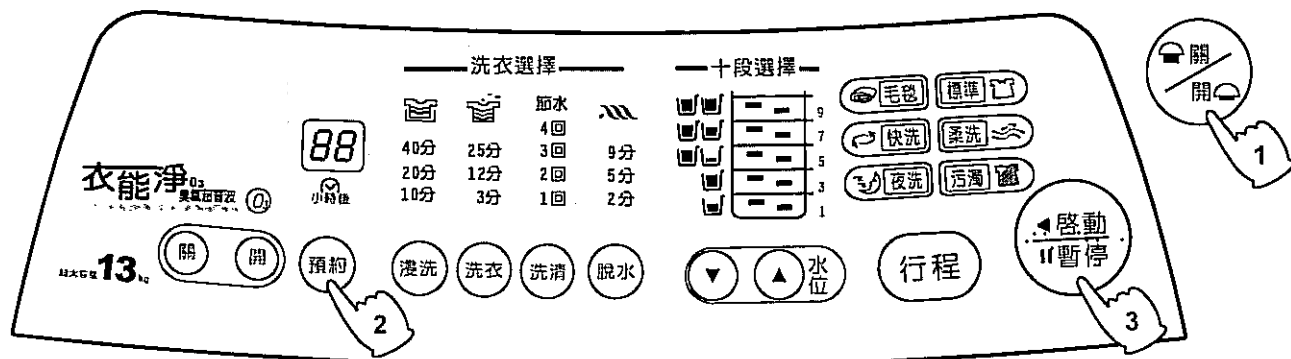 洗衣選擇
十段選擇
關
開
1
88
小時後
節水
4回
40分 25分 3回 9分
20分 12分 2回 5分
10分 3分 1回 2分
9
7
5
3
1
毛毯 標準
快洗 柔洗
夜洗 污濁
衣能淨
O3
13 kg
關 開
預約
浸洗 洗衣 洗清 脫水
▼ ▲ 水位
行程
啓動
暫停
2
3